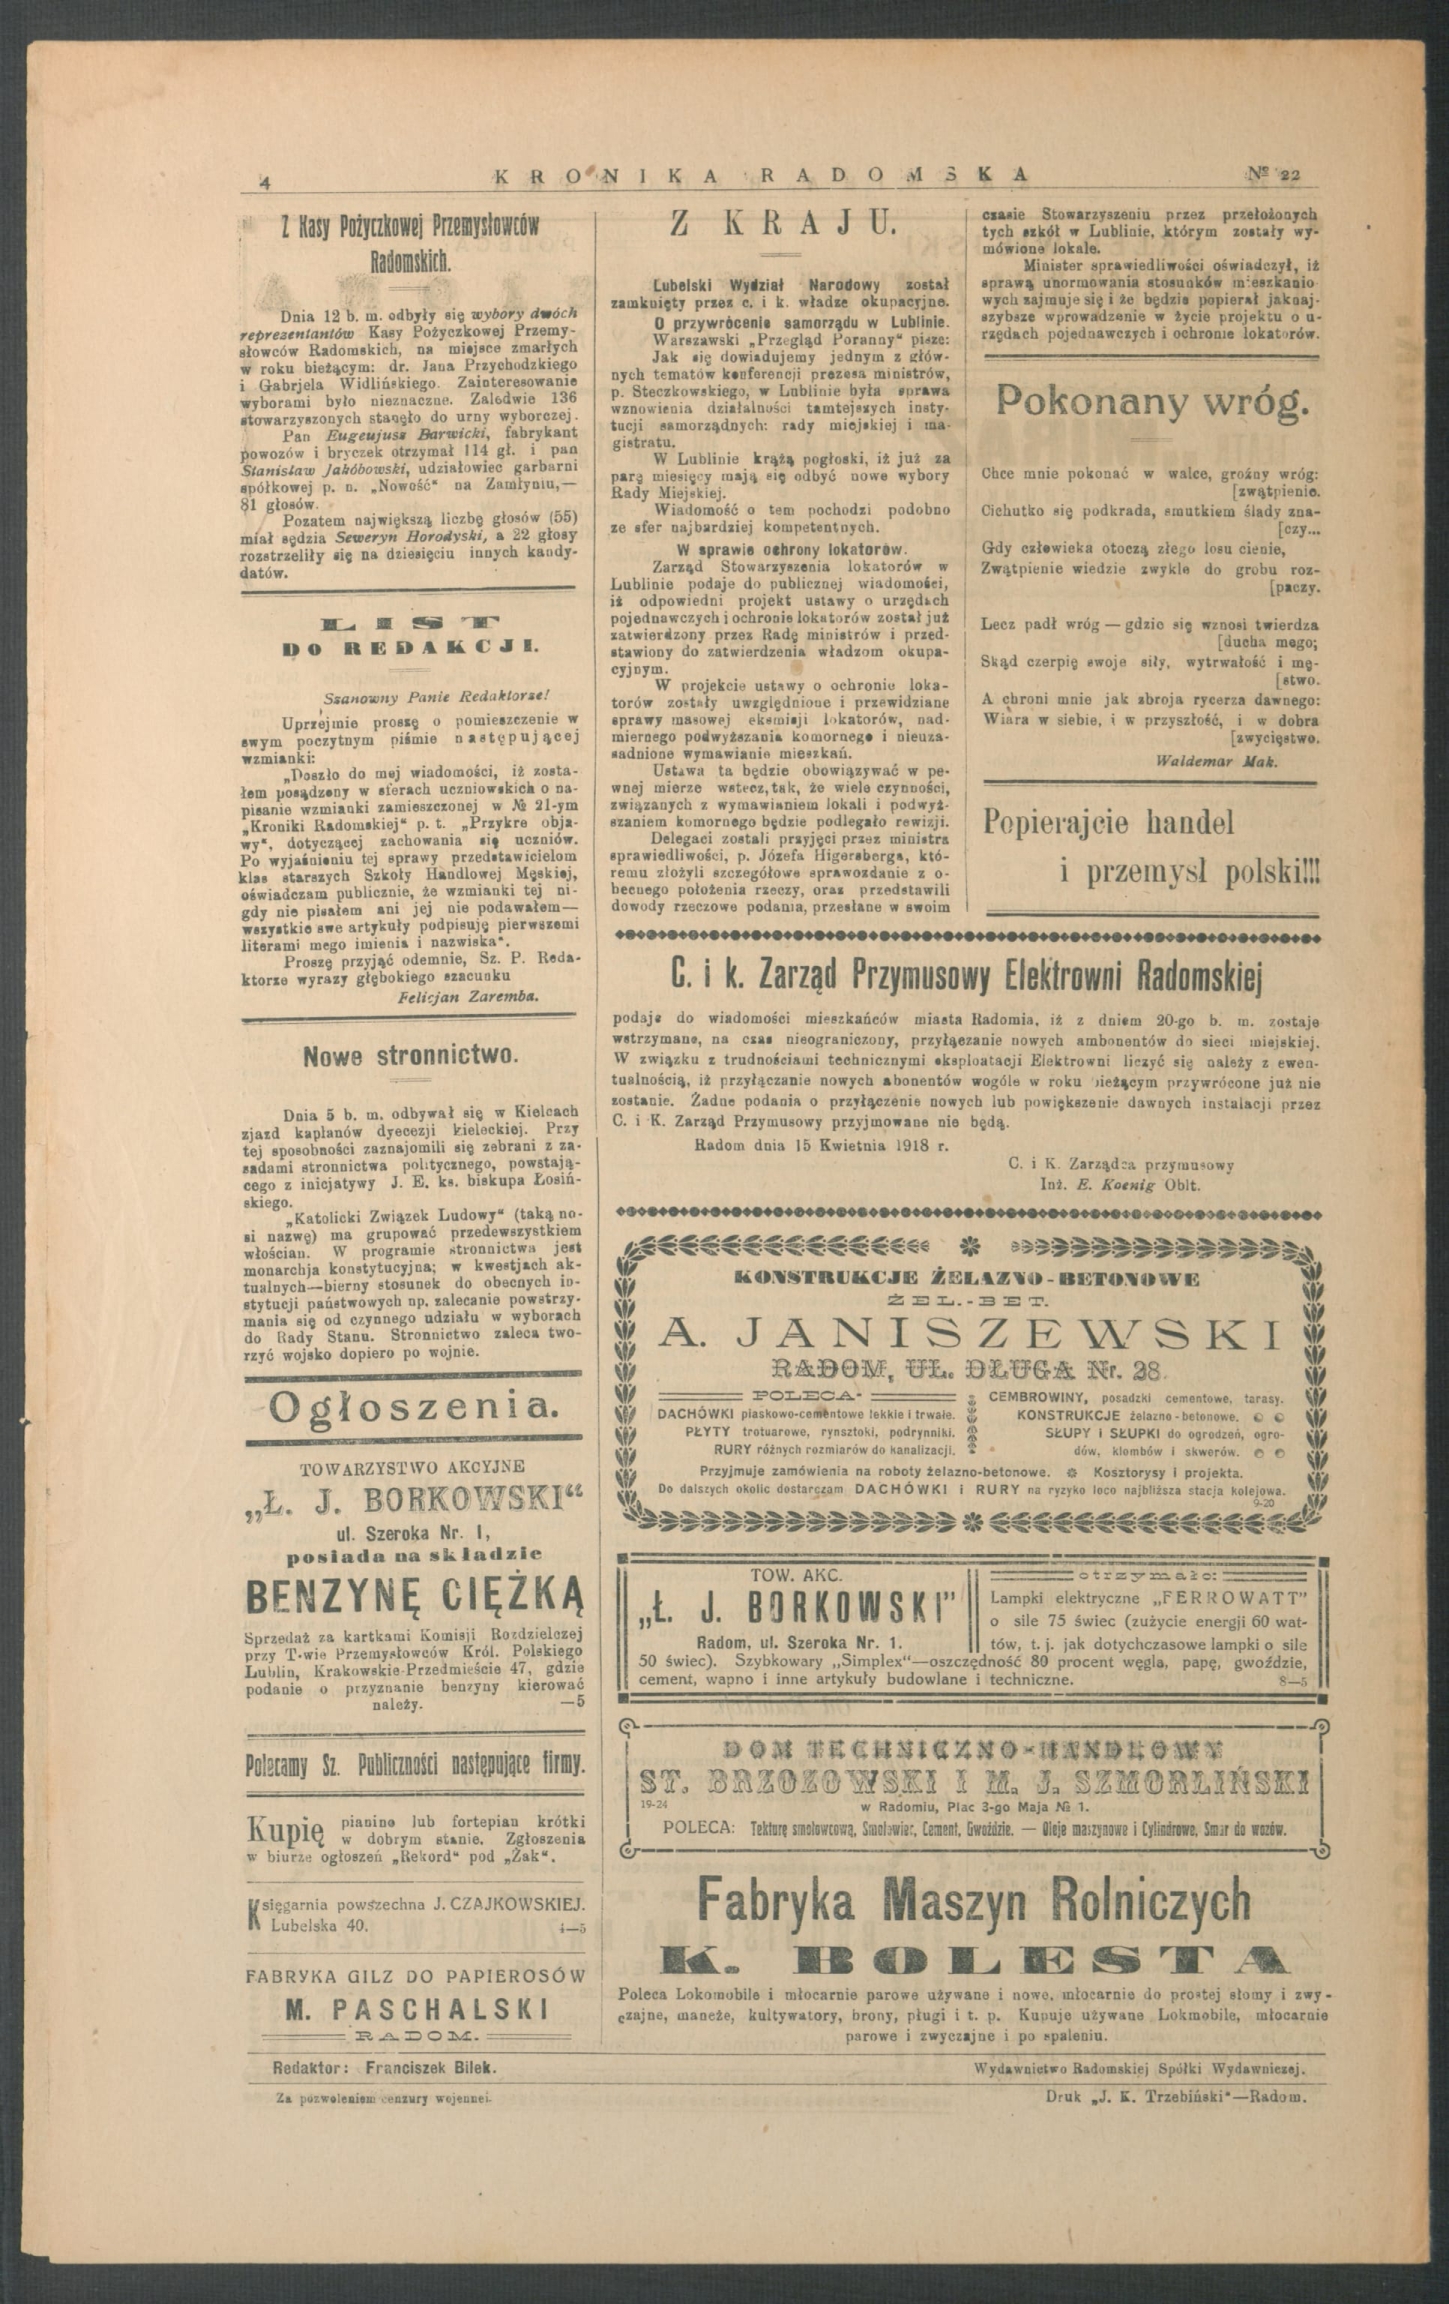 4
KRONIKA RADOMSKA
№ 22
Z Kasy Pożyczkowej Przemysłowców
Radomskich.
Dnia 12 b. m. odbyły się wybory dwóch
reprezentantów Kasy Pożyczkowej Przemy-
słowców Radomskich, na miejsce zmarłych
w roku bieżącym: dr. Jana Przychodzkiego
i Gabrjela Widlińskiego. Zainteresowanie
wyborami było nieznaczne. Zaledwie 136
stowarzyszonych stanęło do urny wyborczej.
Pan Eugeujusz Barwicki, fabrykant
powozów i bryczek otrzymał 114 gł. i pan
Stanisław Jakóbowski, udziałowiec garbarni
spółkowej p. n. „Nowość“ na Zamłyniu,—
81 głosów.
Pozatem największą liczbę głosów (55)
miał sędzia Seweryn Horodyski, a 22 głosy
rozstrzeliły się na dziesięciu innych kandy-
datów.
LIST
DO REDAKCJI.
Szanowny Panie Redaktorze!
Uprzejmie proszę o pomieszczenie w
swym poczytnym piśmie następującej
wzmianki:
„Doszło do mej wiadomości, iż zosta-
łem posądzony w sferach uczniowskich o na-
pisanie wzmianki zamieszczonej w № 21-ym
„Kroniki Radomskiej“ p. t. „Przykre obja-
wy“, dotyczącej zachowania się uczniów.
Po wyjaśnieniu tej sprawy przedstawicielom
klas starszych Szkoły Handlowej Męskiej,
oświadczam publicznie, że wzmianki tej ni-
gdy nie pisałem ani jej nie podawałem—
wszystkie swe artykuły podpisuję pierwszemi
literami mego imienia i nazwiska“.
Proszę przyjąć odemnie, Sz. P. Reda-
ktorze wyrazy głębokiego szacunku
Felicjan Zaremba.
Nowe stronnictwo.
Dnia 5 b. m. odbywał się w Kielcach
zjazd kapłanów dyecezji kieleckiej. Przy
tej sposobności zaznajomili się zebrani z za-
sadami stronnictwa politycznego, powstają-
cego z inicjatywy J. E. ks. biskupa Łosiń-
skiego.
„Katolicki Związek Ludowy“ (taką no-
si nazwę) ma grupować przedewszystkiem
włościan. W programie stronnictwa jest
monarchja konstytucyjna; w kwestjach ak-
tualnych—bierny stosunek do obecnych in-
stytucji państwowych np. zalecanie powstrzy-
mania się od czynnego udziału w wyborach
do Rady Stanu. Stronnictwo zaleca two-
rzyć wojsko dopiero po wojnie.
Ogłoszenia.
TOWARZYSTWO AKCYJNE
„Ł. J. BORKOWSKI“
ul. Szeroka Nr. 1,
posiada na składzie
BENZYNĘ CIĘŻKĄ
Sprzedaż za kartkami Komisji Rozdzielczej
przy T-wie Przemysłowców Król. Polskiego
Lublin, Krakowskie-Przedmieście 47, gdzie
podanie o przyznanie benzyny kierować
należy. —5
Polecamy Sz. Publiczności następujące firmy.
Kupię pianino lub fortepian krótki
w dobrym stanie. Zgłoszenia
w biurze ogłoszeń „Rekord“ pod „Żak“.
Księgarnia powszechna J. CZAJKOWSKIEJ.
Lubelska 40. 4—5
FABRYKA GILZ DO PAPIEROSÓW
M. PASCHALSKI
RADOM.
Z KRAJU.
Lubelski Wydział Narodowy został
zamknięty przez c. i k. władze okupacyjne.
O przywrócenie samorządu w Lublinie.
Warszawski „Przegląd Poranny“ pisze:
Jak się dowiadujemy jednym z głów-
nych tematów konferencji prezesa ministrów,
p. Steczkowskiego, w Lublinie była sprawa
wznowienia działalności tamtejszych insty-
tucji samorządnych: rady miejskiej i ma-
gistratu.
W Lublinie krążą pogłoski, iż już za
parę miesięcy mają się odbyć nowe wybory
Rady Miejskiej.
Wiadomość o tem pochodzi podobno
ze sfer najbardziej kompetentnych.
W sprawie ochrony lokatorów.
Zarząd Stowarzyszenia lokatorów w
Lublinie podaje do publicznej wiadomości,
iż odpowiedni projekt ustawy o urzędach
pojednawczych i ochronie lokatorów został już
zatwierdzony przez Radę ministrów i przed-
stawiony do zatwierdzenia władzom okupa-
cyjnym.
W projekcie ustawy o ochronie loka-
torów zostały uwzględnione i przewidziane
sprawy masowej eksmisji lokatorów, nad-
miernego podwyższania komornego i nieuza-
sadnione wymawianie mieszkań.
Ustawa ta będzie obowiązywać w pe-
wnej mierze wstecz, tak, że wiele czynności,
związanych z wymawianiem lokali i podwyż-
szaniem komornego będzie podlegało rewizji.
Delegaci zostali przyjęci przez ministra
sprawiedliwości, p. Józefa Higersberga, któ-
remu złożyli szczegółowe sprawozdanie z o-
becnego położenia rzeczy, oraz przedstawili
dowody rzeczowe podania, przesłane w swoim
czasie Stowarzyszeniu przez przełożonych
tych szkół w Lublinie, którym zostały wy-
mówione lokale.
Minister sprawiedliwości oświadczył, iż
sprawą unormowania stosunków mieszkanio
wych zajmuje się i że będzie popierał jaknaj-
szybsze wprowadzenie w życie projektu o u-
rzędach pojednawczych i ochronie lokatorów.
Pokonany wróg.
Chce mnie pokonać w walce, groźny wróg:
[zwątpienie.
Cichutko się podkrada, smutkiem ślady zna-
[czy...
Gdy człowieka otoczą złego losu cienie,
Zwątpienie wiedzie zwykle do grobu roz-
[paczy.
Lecz padł wróg — gdzie się wznosi twierdza
[ducha mego;
Skąd czerpię swoje siły, wytrwałość i mę-
[stwo.
A chroni mnie jak zbroja rycerza dawnego:
Wiara w siebie, i w przyszłość, i w dobra
[zwycięstwo.
Waldemar Mak.
Popierajcie handel
i przemysł polski!!!
C. i k. Zarząd Przymusowy Elektrowni Radomskiej
podaje do wiadomości mieszkańców miasta Radomia, iż z dniem 20-go b. m. zostaje
wstrzymane, na czas nieograniczony, przyłączanie nowych ambonentów do sieci miejskiej.
W związku z trudnościami technicznymi eksploatacji Elektrowni liczyć się należy z ewen-
tualnością, iż przyłączanie nowych abonentów wogóle w roku bieżącym przywrócone już nie
zostanie. Żadne podania o przyłączenie nowych lub powiększenie dawnych instalacji przez
C. i K. Zarząd Przymusowy przyjmowane nie będą.
Radom dnia 15 Kwietnia 1918 r.
C. i K. Zarządca przymusowy
Inż. E. Koenig Oblt.
KONSTRUKCJE ŻELAZNO-BETONOWE
ŻEL.-BET.
A. JANISZEWSKI
RADOM, UL. DŁUGA Nr. 28.
POLECA-
DACHÓWKI piaskowo-cementowe lekkie i trwałe.
PŁYTY trotuarowe, rynsztoki, podrynniki.
RURY różnych rozmiarów do kanalizacji.
CEMBROWINY, posadzki cementowe, tarasy.
KONSTRUKCJE żelazno-betonowe.
SŁUPY i SŁUPKI do ogrodzeń, ogro-
dów, klombów i skwerów.
Przyjmuje zamówienia na roboty żelazno-betonowe. Kosztorysy i projekta.
Do dalszych okolic dostarczam DACHÓWKI i RURY na ryzyko loco najbliższa stacja kolejowa.
9-20
TOW. AKC.
„Ł. J. BORKOWSKI”
Radom, ul. Szeroka Nr. 1.
otrzymało:
Lampki elektryczne „FERROWATT”
o sile 75 świec (zużycie energji 60 wat-
tów, t. j. jak dotychczasowe lampki o sile
50 świec). Szybkowary „Simplex“—oszczędność 80 procent węgla, papę, gwoździe,
cement, wapno i inne artykuły budowlane i techniczne. 8—5
DOM TECHNICZNO-HANDLOWY
ST. BRZOZOWSKI I M. J. SZMORLIŃSKI
19-24
w Radomiu, Plac 3-go Maja № 1.
POLECA: Tekturę smołowcową, Smołowiec, Cement, Gwoździe. — Oleje maszynowe i Cylindrowe, Smar do wozów.
Fabryka Maszyn Rolniczych
K. BOLESTA
Poleca Lokomobile i młocarnie parowe używane i nowe, młocarnie do prostej słomy i zwy-
czajne, maneże, kultywatory, brony, pługi i t. p. Kupuje używane Lokmobile, młocarnie
parowe i zwyczajne i po spaleniu.
Redaktor: Franciszek Bilek.
Wydawnictwo Radomskiej Spółki Wydawniczej.
Za pozwoleniem cenzury wojennej.
Druk „J. K. Trzebiński“—Radom.